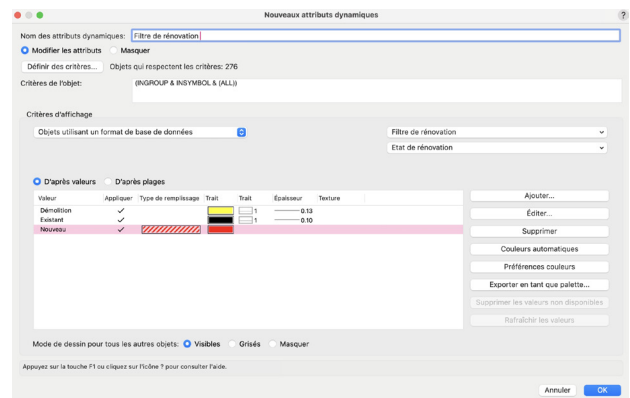 Nouveaux attributs dynamiques
?
Nom des attributs dynamiques: Filtre de rénovation
Modifier les attributs Masquer
Définir des critères... Objets qui respectent les critères: 276
Critères de l'objet: (INGROUP & INSYMBOL & (ALL))
Critères d'affichage
Objets utilisant un format de base de données Filtre de rénovation
Etat de rénovation
D'après valeurs D'après plages
Valeur Appliquer Type de remplissage Trait Trait Épaisseur Texture
Démolition 1 0.13
Existant 1 0.10
Nouveau
Ajouter...
Éditer...
Supprimer
Couleurs automatiques
Préférences couleurs
Exporter en tant que palette...
Supprimer les valeurs non disponibles
Rafraîchir les valeurs
Mode de dessin pour tous les autres objets: Visibles Grisés Masquer
Appuyez sur la touche F1 ou cliquez sur l'icône ? pour consulter l'aide.
Annuler OK